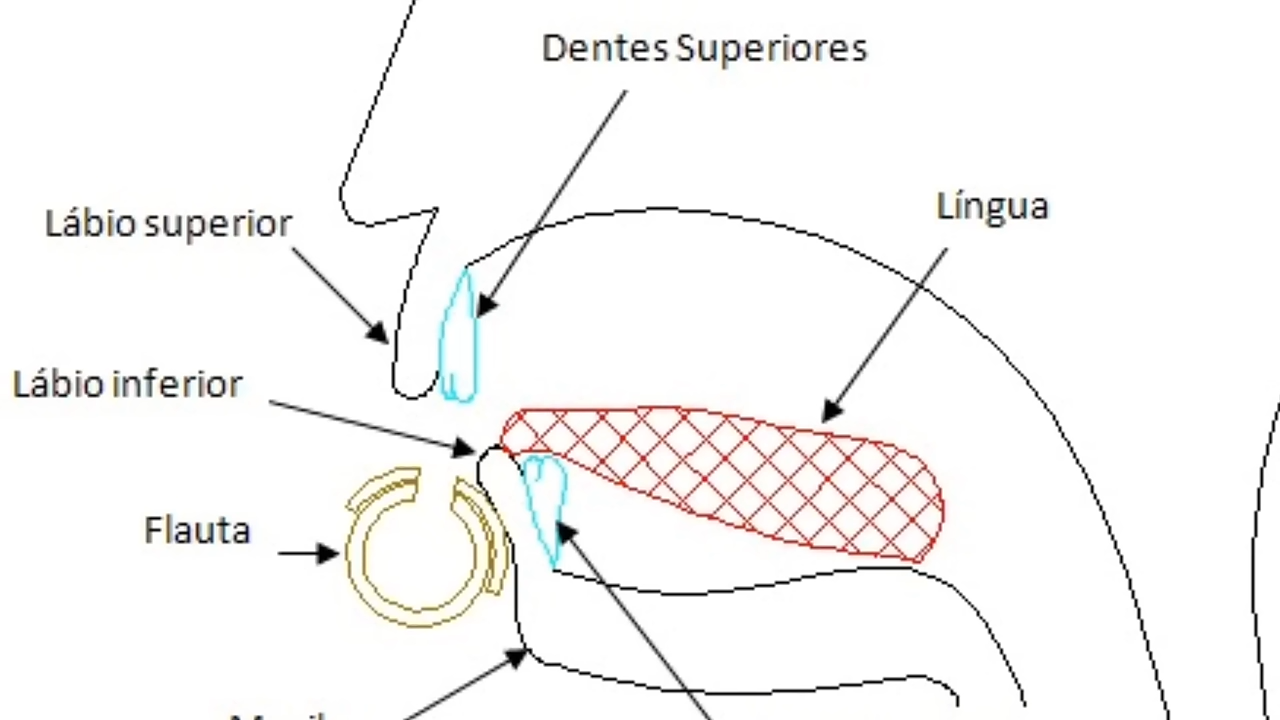 Dentes Superiores
Língua
Lábio superior
Lábio inferior
Flauta